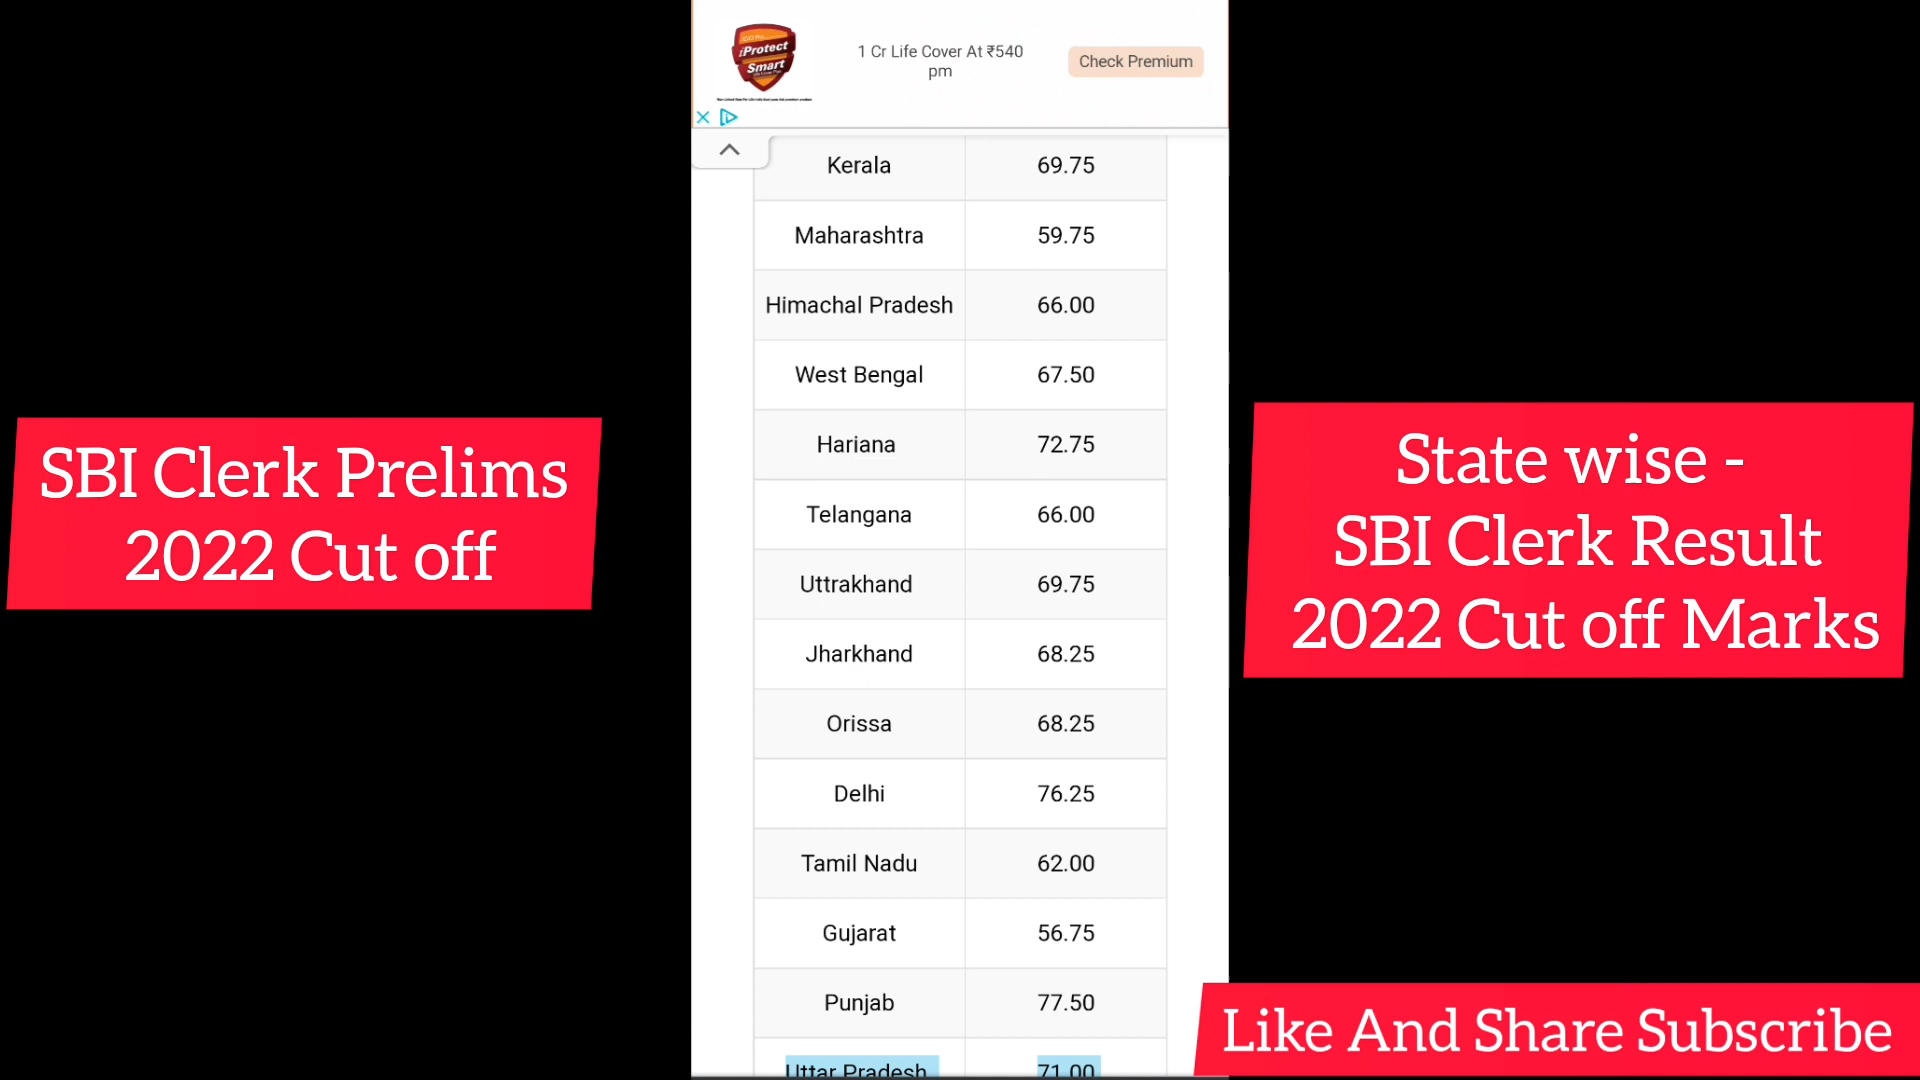 iProtect
Smart
1 Cr Life Cover At ₹540
pm
Check Premium
Kerala 69.75
Maharashtra 59.75
Himachal Pradesh 66.00
West Bengal 67.50
Hariana 72.75
Telangana 66.00
Uttrakhand 69.75
Jharkhand 68.25
Orissa 68.25
Delhi 76.25
Tamil Nadu 62.00
Gujarat 56.75
Punjab 77.50
Uttar Pradesh 71.00
SBI Clerk Prelims
2022 Cut off
State wise -
SBI Clerk Result
2022 Cut off Marks
Like And Share Subscribe